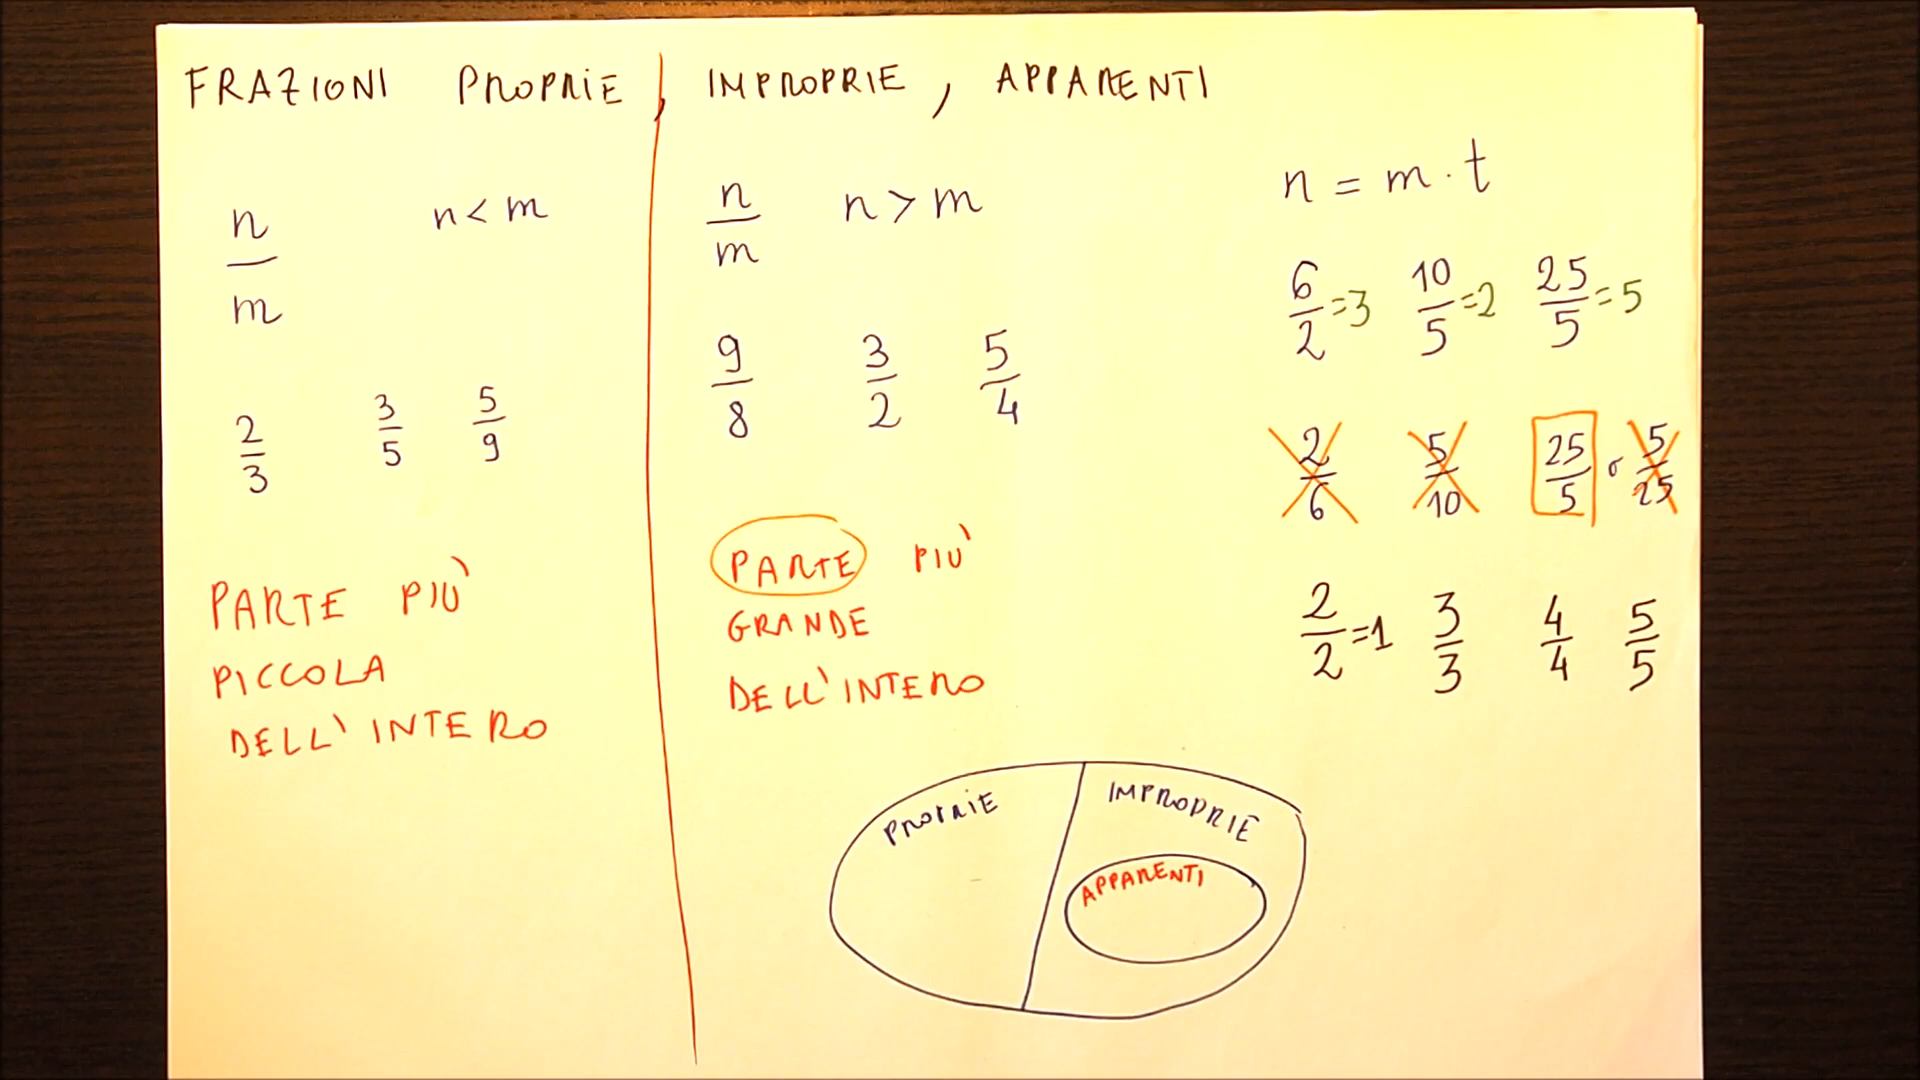 FRAZIONI PROPRIE, IMPROPRIE, APPARENTI
n/m n<m
2/3 3/5 5/9
PARTE PIÙ
PICCOLA
DELL'INTERO
n/m n>m
9/8 3/2 5/4
PARTE PIÙ
GRANDE
DELL'INTERO
n = m · t
6/2=3 10/5=2 25/5=5
2/6 5/10 25/5 o 5/25
2/2=1 3/3 4/4 5/5
PROPRIE IMPROPRIE
APPARENTI